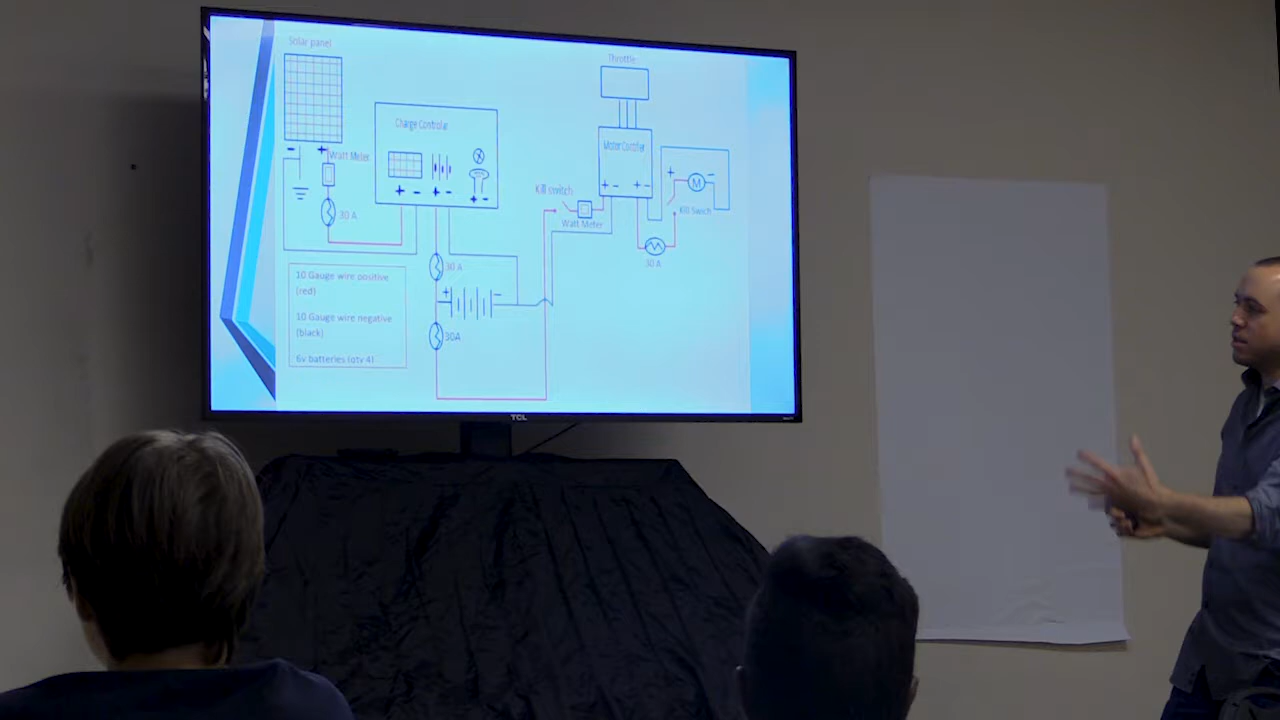 Solar panel
Throttle
Charge Controller
Motor Controller
- +
Watt Meter
30 A
+ - + - + -
Kill switch
+ - + -
Watt Meter
+ M -
Kill Swich
30 A
30 A
+ -
30A
10 Gauge wire positive
(red)
10 Gauge wire negative
(black)
6v batteries (qty 4)
TCL